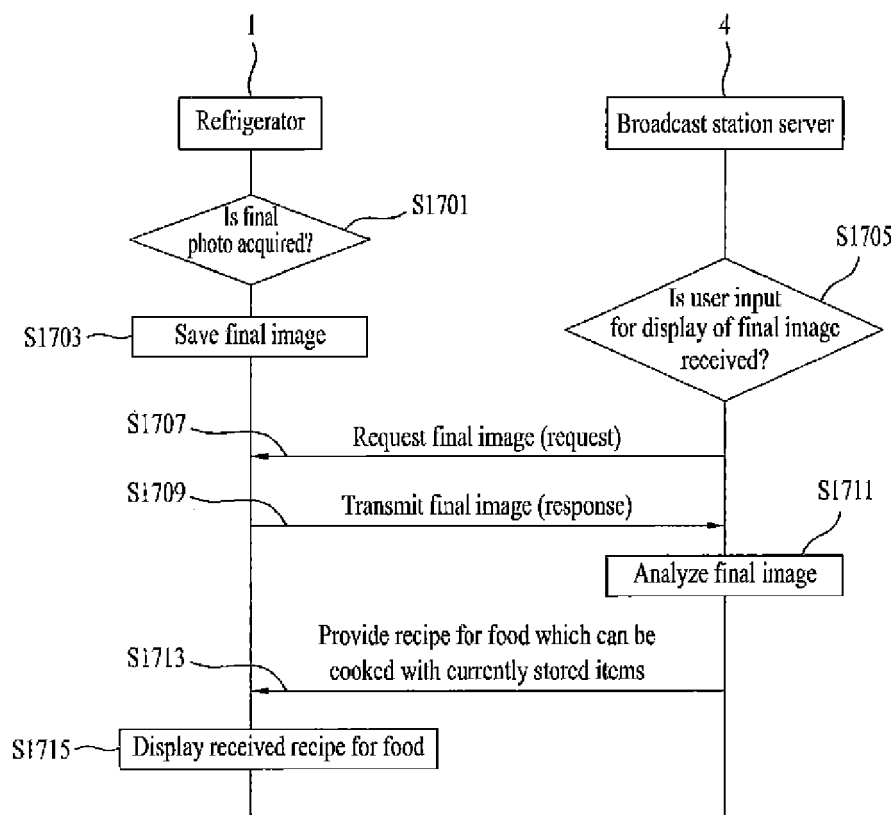 1
4
Refrigerator
Broadcast station server
Is final
photo acquired?
S1701
S1705
Is user input
for display of final image
received?
S1703
Save final image
S1707
Request final image (request)
S1709
Transmit final image (response)
S1711
Analyze final image
Provide recipe for food which can be
S1713
cooked with currently stored items
S1715
Display received recipe for food